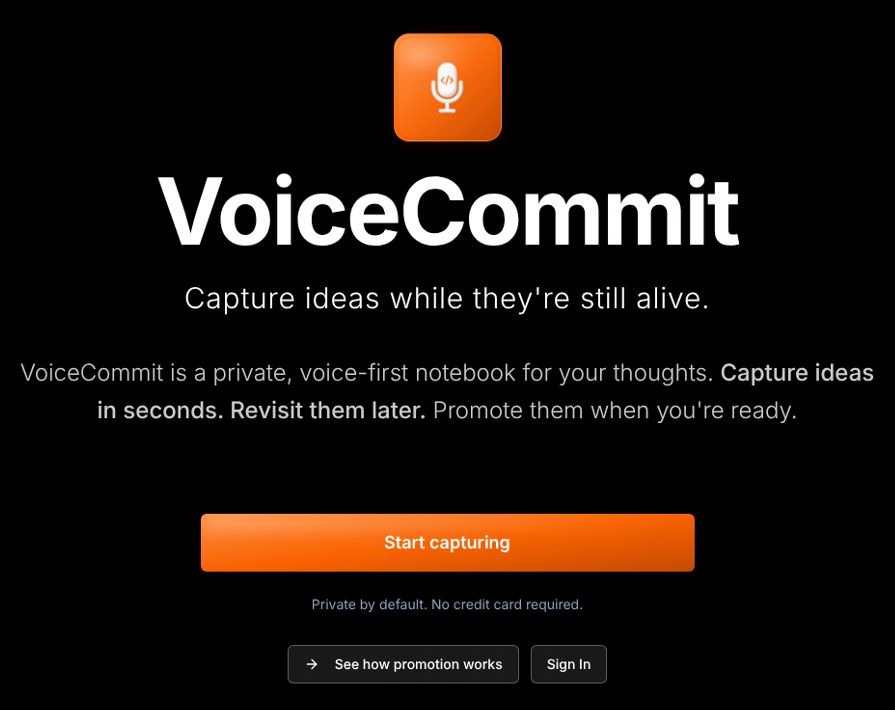 </>
VoiceCommit
Capture ideas while they're still alive.
VoiceCommit is a private, voice-first notebook for your thoughts. Capture ideas
in seconds. Revisit them later. Promote them when you're ready.
Start capturing
Private by default. No credit card required.
→ See how promotion works
Sign In